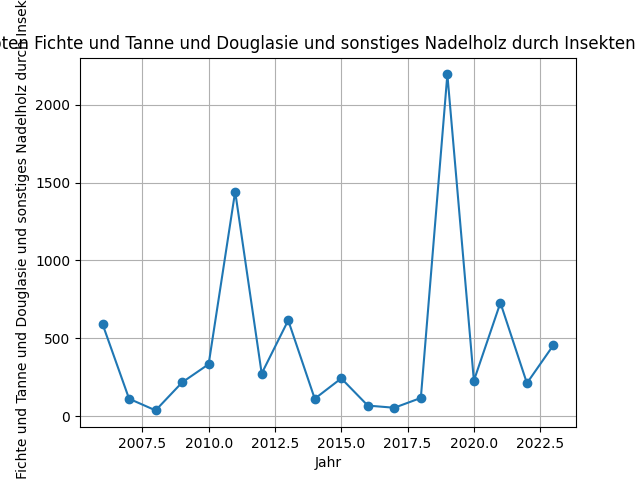 Fichte und Tanne und Douglasie und sonstiges Nadelholz durch Insekten
Fichte und Tanne und Douglasie und sonstiges Nadelholz durch
2000
1500
1000
500
0
2007.5 2010.0 2012.5 2015.0 2017.5 2020.0 2022.5
Jahr